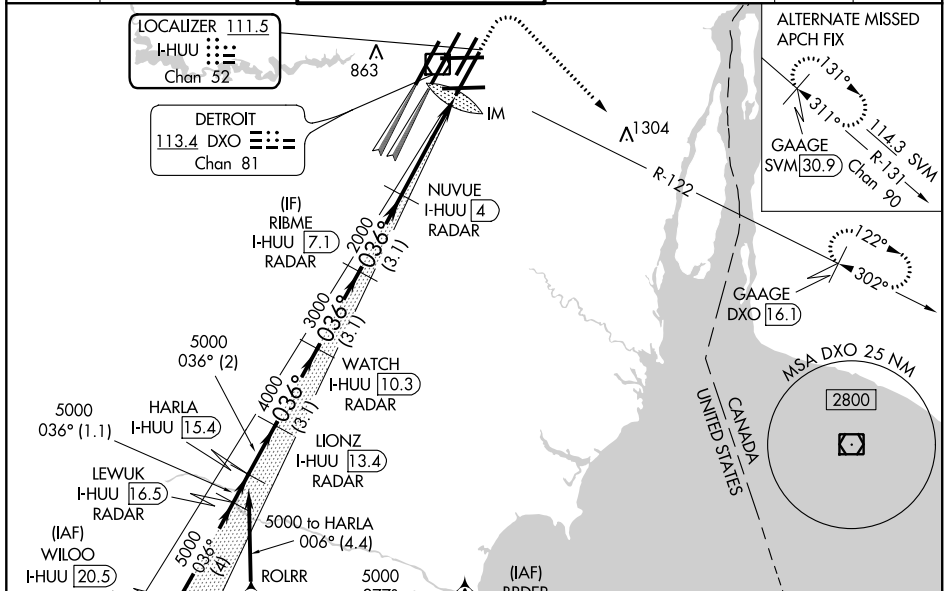 LOCALIZER 111.5
I-HUU
Chan 52
863
DETROIT
113.4 DXO
Chan 81
IM
1304
ALTERNATE MISSED
APCH FIX
131°
311°
GAAGE
SVM 30.9
114.3 SVM
R-131
Chan 90
R-122
NUVUE
I-HUU 4
RADAR
(IF)
RIBME
I-HUU 7.1
RADAR
2000
036°
(3.1)
122°
302°
GAAGE
DXO 16.1
3000
036°
(3.1)
5000
036° (2)
WATCH
I-HUU 10.3
RADAR
4000
036°
(3.1)
MSA DXO 25 NM
2800
CANADA
UNITED STATES
5000
036° (1.1)
HARLA
I-HUU 15.4
LIONZ
I-HUU 13.4
RADAR
LEWUK
I-HUU 16.5
RADAR
5000 to HARLA
006° (4.4)
(IAF)
WILOO
I-HUU 20.5
5000
036°
(4)
ROLRR
5000
(IAF)